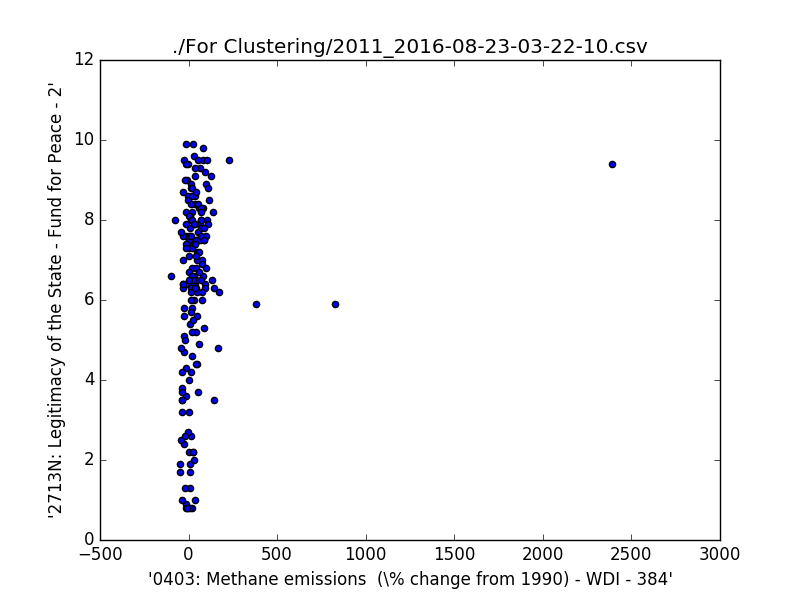 ./For Clustering/2011_2016-08-23-03-22-10.csv
'2713N: Legitimacy of the State - Fund for Peace - 2'
12
10
8
6
4
2
0
−500 0 500 1000 1500 2000 2500 3000
'0403: Methane emissions  (\% change from 1990) - WDI - 384'